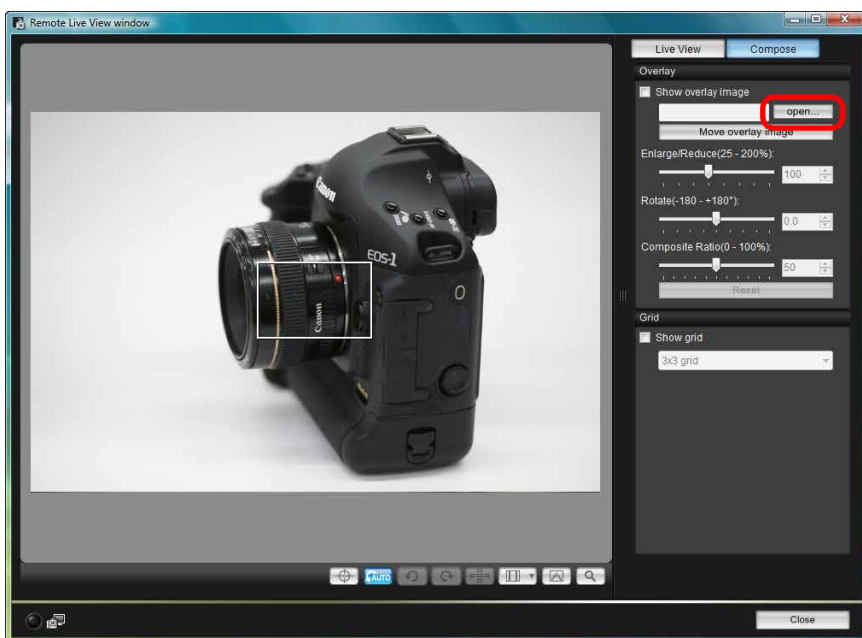 Remote Live View window
Live View
Compose
Overlay
Show overlay image
open...
Move overlay image
Enlarge/Reduce(25 - 200%):
100
Rotate(-180 - +180°):
0.0
Composite Ratio(0 - 100%):
50
Reset
Grid
Show grid
3x3 grid
Canon
EOS-1
Canon
AUTO
Close